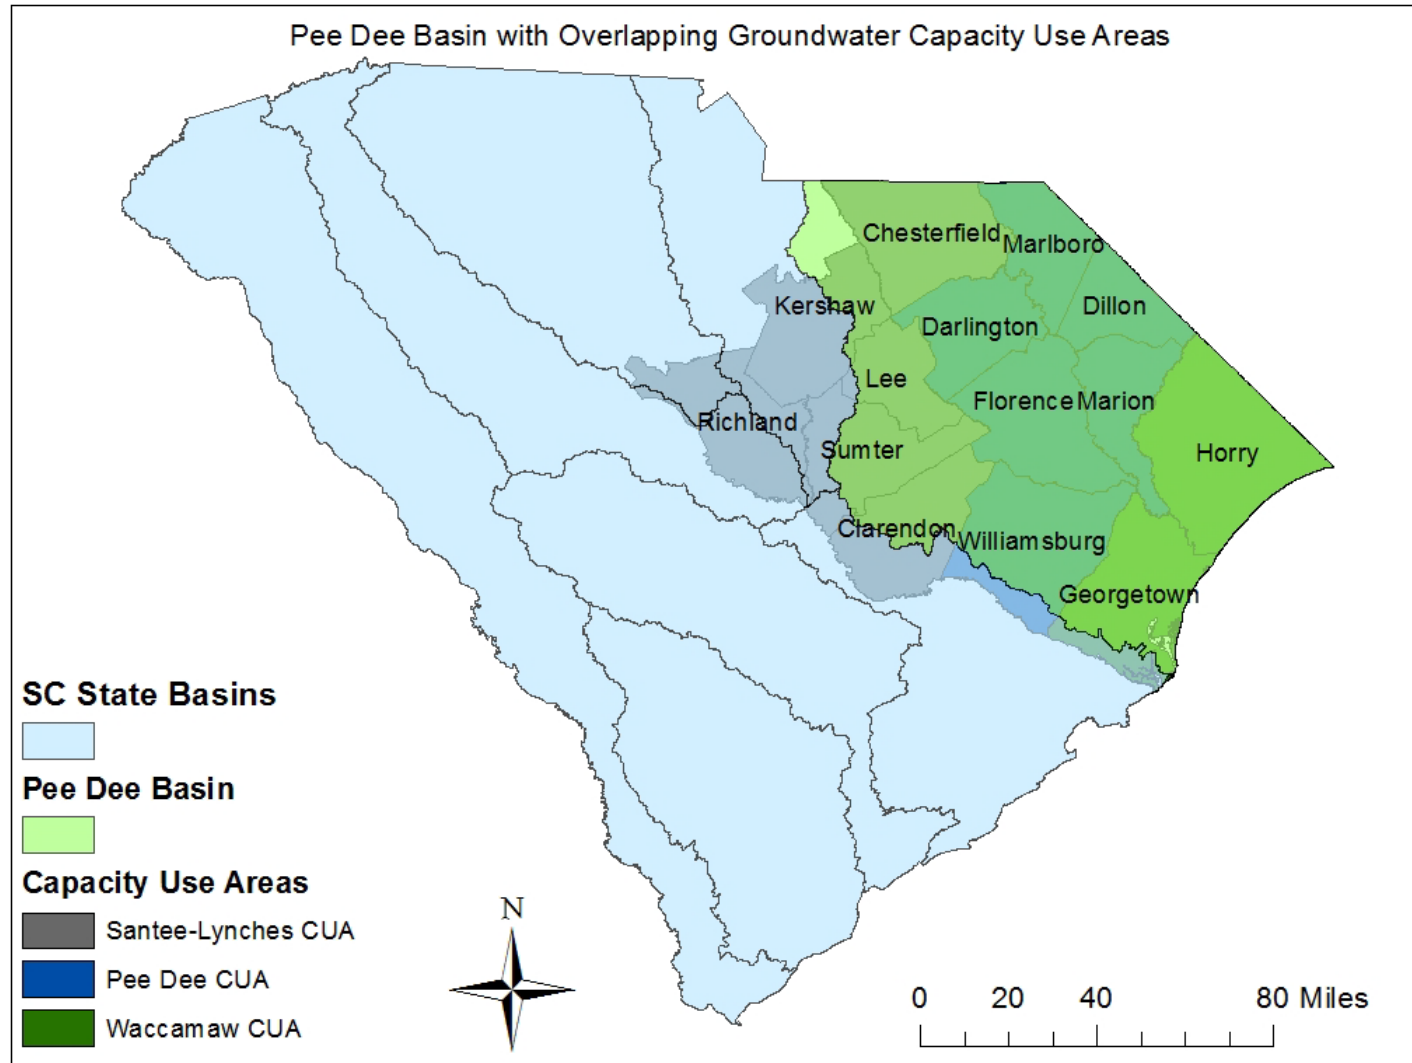 Pee Dee Basin with Overlapping Groundwater Capacity Use Areas
Chesterfield
Marlboro
Kershaw
Darlington
Dillon
Lee
Florence
Marion
Richland
Sumter
Horry
Clarendon
Williamsburg
Georgetown
SC State Basins
Pee Dee Basin
Capacity Use Areas
Santee-Lynches CUA
Pee Dee CUA
Waccamaw CUA
N
0 20 40 80 Miles